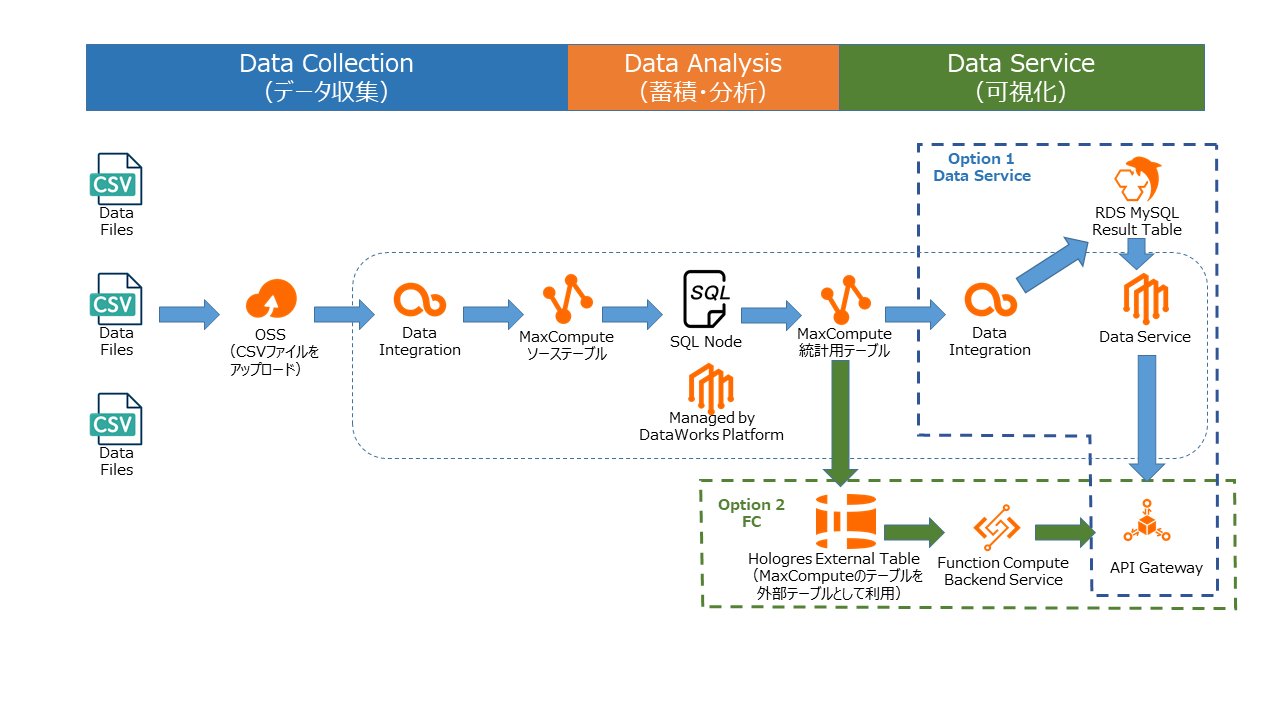 Data Collection
（データ収集）
Data Analysis
（蓄積・分析）
Data Service
（可視化）
CSV
Data
Files
CSV
Data
Files
CSV
Data
Files
OSS
（CSVファイルを
アップロード）
Data
Integration
MaxCompute
ソーステーブル
SQL
SQL Node
Managed by
DataWorks Platform
MaxCompute
統計用テーブル
Option 1
Data Service
Data
Integration
RDS MySQL
Result Table
Data Service
Option 2
FC
Hologres External Table
（MaxComputeのテーブルを
外部テーブルとして利用）
Function Compute
Backend Service
API Gateway